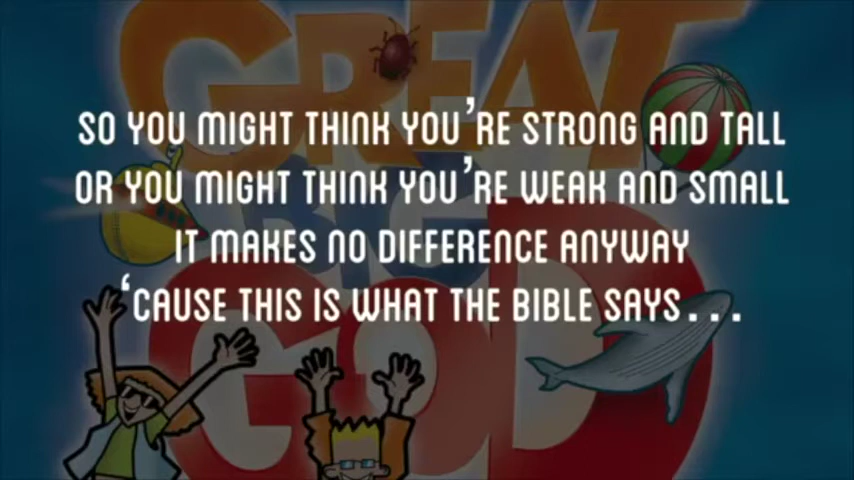 GREAT
BIG
GOD
SO YOU MIGHT THINK YOU'RE STRONG AND TALL
OR YOU MIGHT THINK YOU'RE WEAK AND SMALL
IT MAKES NO DIFFERENCE ANYWAY
‘CAUSE THIS IS WHAT THE BIBLE SAYS...